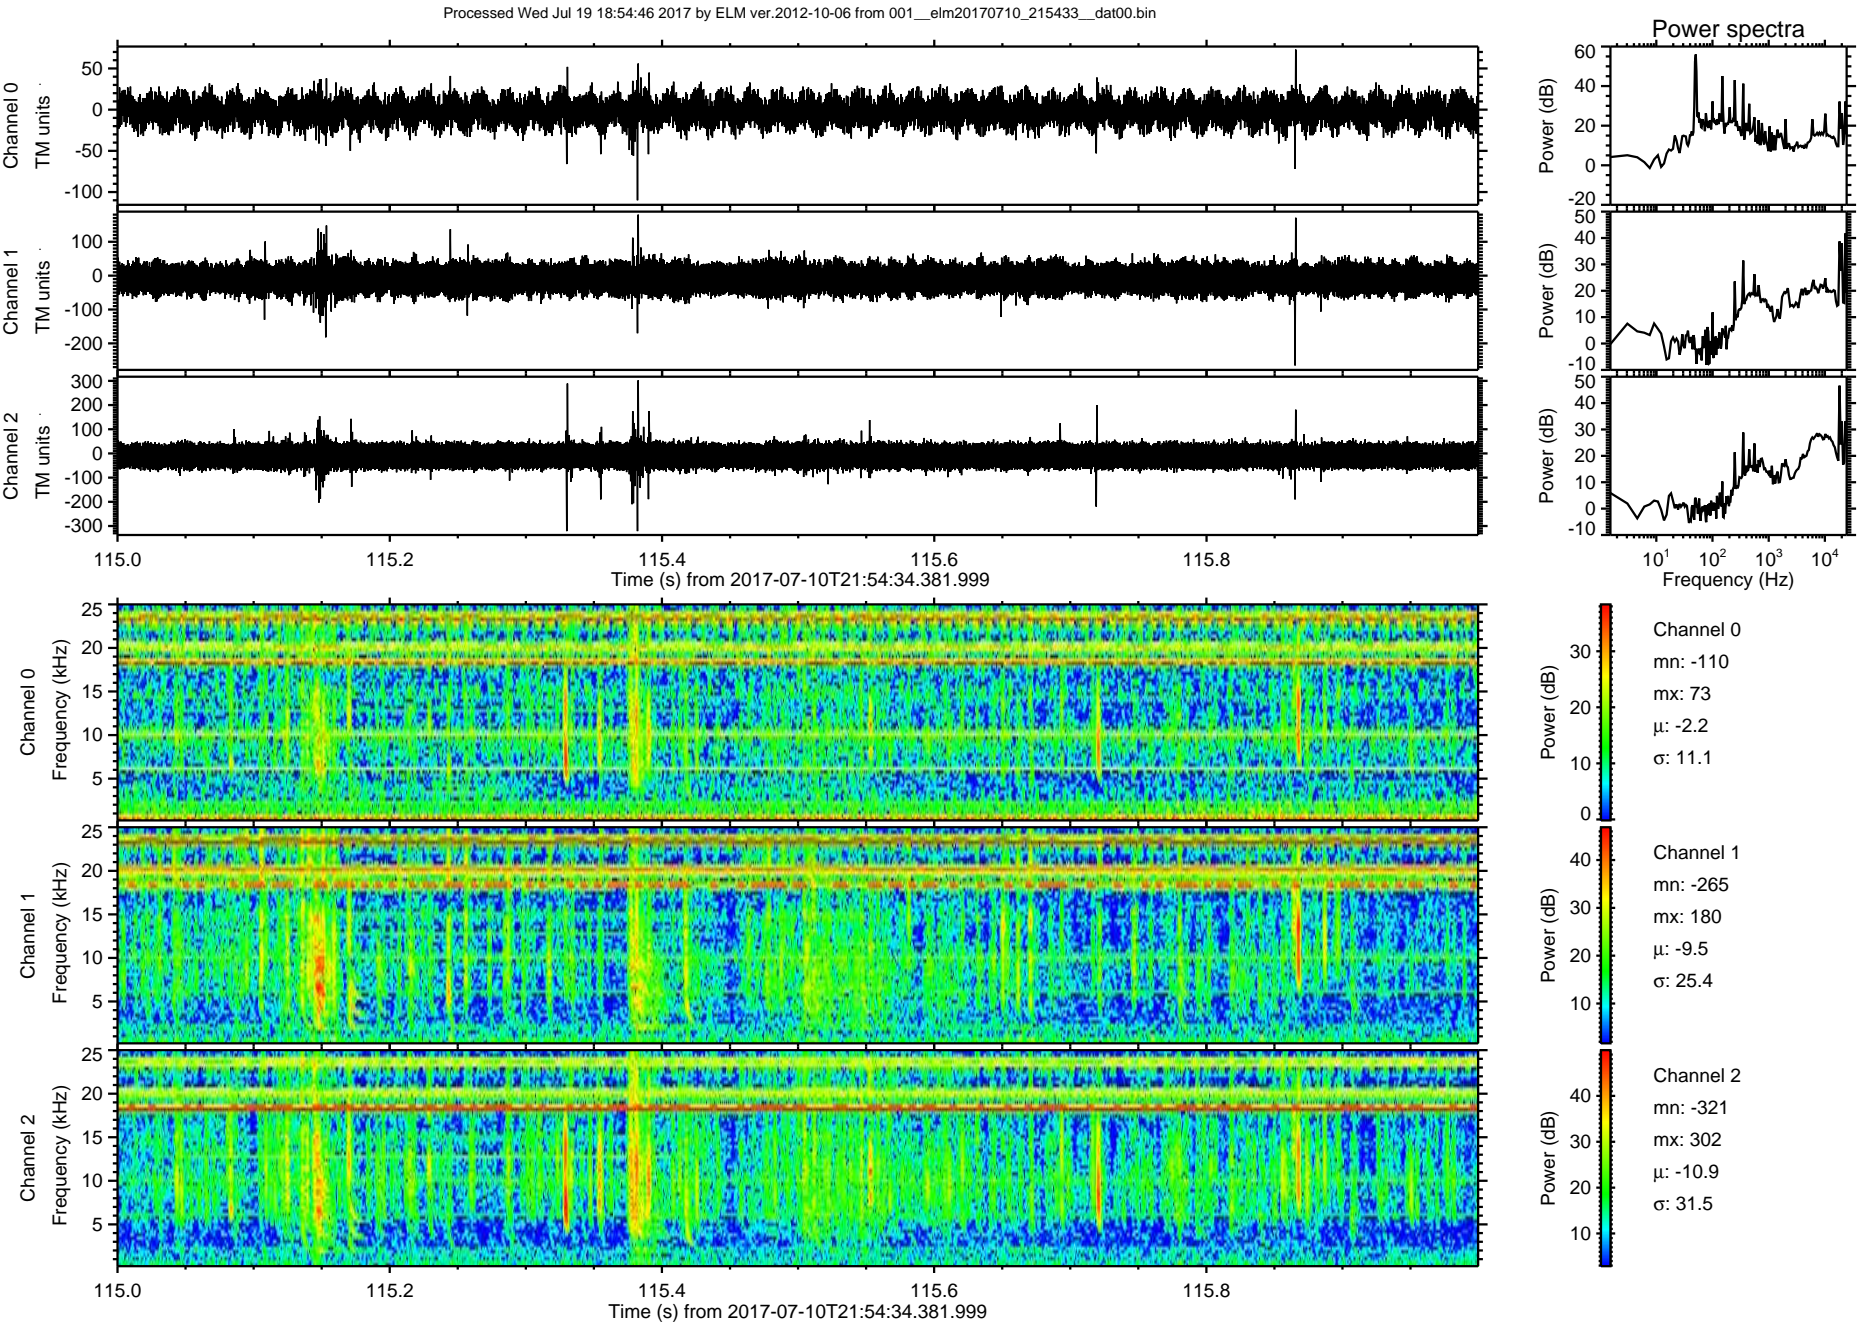 Processed Wed Jul 19 18:54:46 2017 by ELM ver.2012-10-06 from 001__elm20170710_215433__dat00.bin
Power spectra
Channel 0
TM units
50
0
-50
-100
Power (dB)
60
40
20
0
-20
Channel 1
TM units
100
0
-100
-200
Power (dB)
50
40
30
20
10
0
-10
Channel 2
TM units
300
200
100
0
-100
-200
-300
Power (dB)
50
40
30
20
10
0
-10
115.0 115.2 115.4 115.6 115.8
Time (s) from 2017-07-10T21:54:34.381.999
10^1 10^2 10^3 10^4
Frequency (Hz)
Channel 0
Frequency (kHz)
25
20
15
10
5
Power (dB)
30
20
10
0
Channel 0
mn: -110
mx: 73
µ: -2.2
σ: 11.1
Channel 1
Frequency (kHz)
25
20
15
10
5
Power (dB)
40
30
20
10
Channel 1
mn: -265
mx: 180
µ: -9.5
σ: 25.4
Channel 2
Frequency (kHz)
25
20
15
10
5
Power (dB)
40
30
20
10
Channel 2
mn: -321
mx: 302
µ: -10.9
σ: 31.5
115.0 115.2 115.4 115.6 115.8
Time (s) from 2017-07-10T21:54:34.381.999